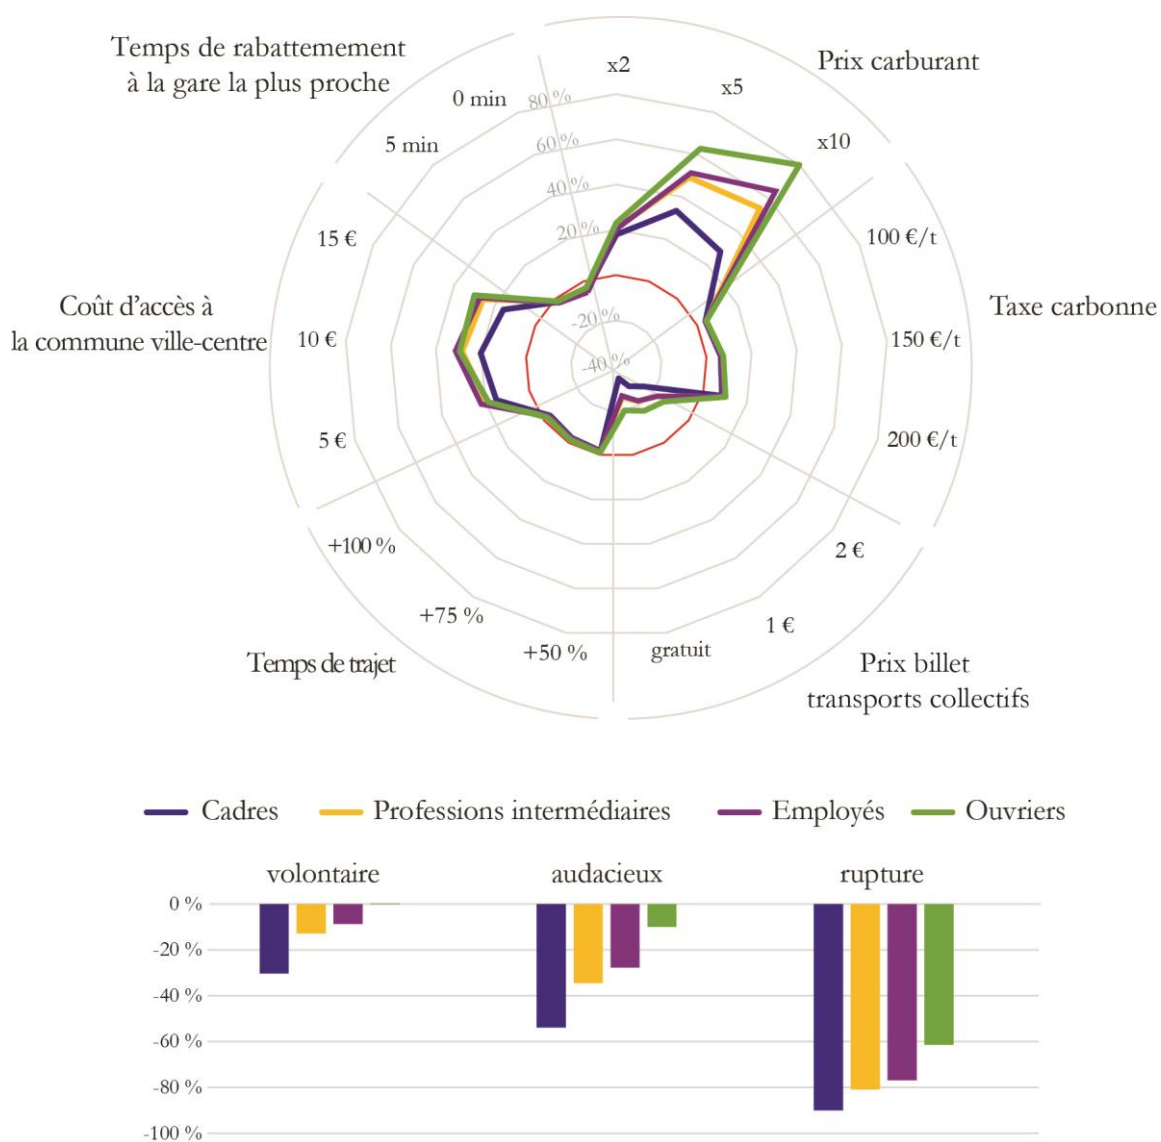 Temps de rabattemement
à la gare la plus proche
Prix carburant
x2
x5
x10
0 min
5 min
80 %
60 %
40 %
20 %
-20 %
-40 %
100 €/t
150 €/t
200 €/t
Taxe carbonne
15 €
10 €
5 €
Coût d’accès à
la commune ville-centre
+100 %
+75 %
+50 %
Temps de trajet
gratuit
1 €
2 €
Prix billet
transports collectifs
Cadres
Professions intermédiaires
Employés
Ouvriers
volontaire
audacieux
rupture
0 %
-20 %
-40 %
-60 %
-80 %
-100 %